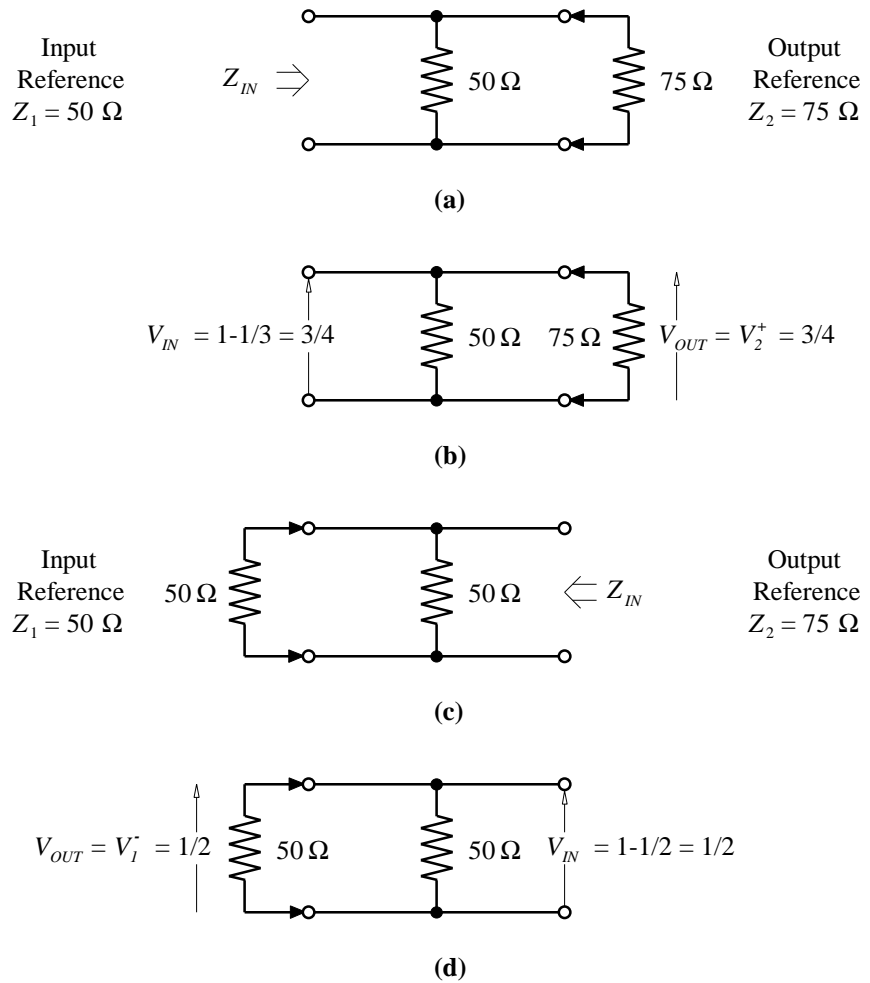 Input
Reference
Z1 = 50 Ω
ZIN
50 Ω
75 Ω
Output
Reference
Z2 = 75 Ω
(a)
VIN = 1-1/3 = 3/4
50 Ω
75 Ω
VOUT = V2+ = 3/4
(b)
Input
Reference
Z1 = 50 Ω
50 Ω
50 Ω
ZIN
Output
Reference
Z2 = 75 Ω
(c)
VOUT = V1- = 1/2
50 Ω
50 Ω
VIN = 1-1/2 = 1/2
(d)